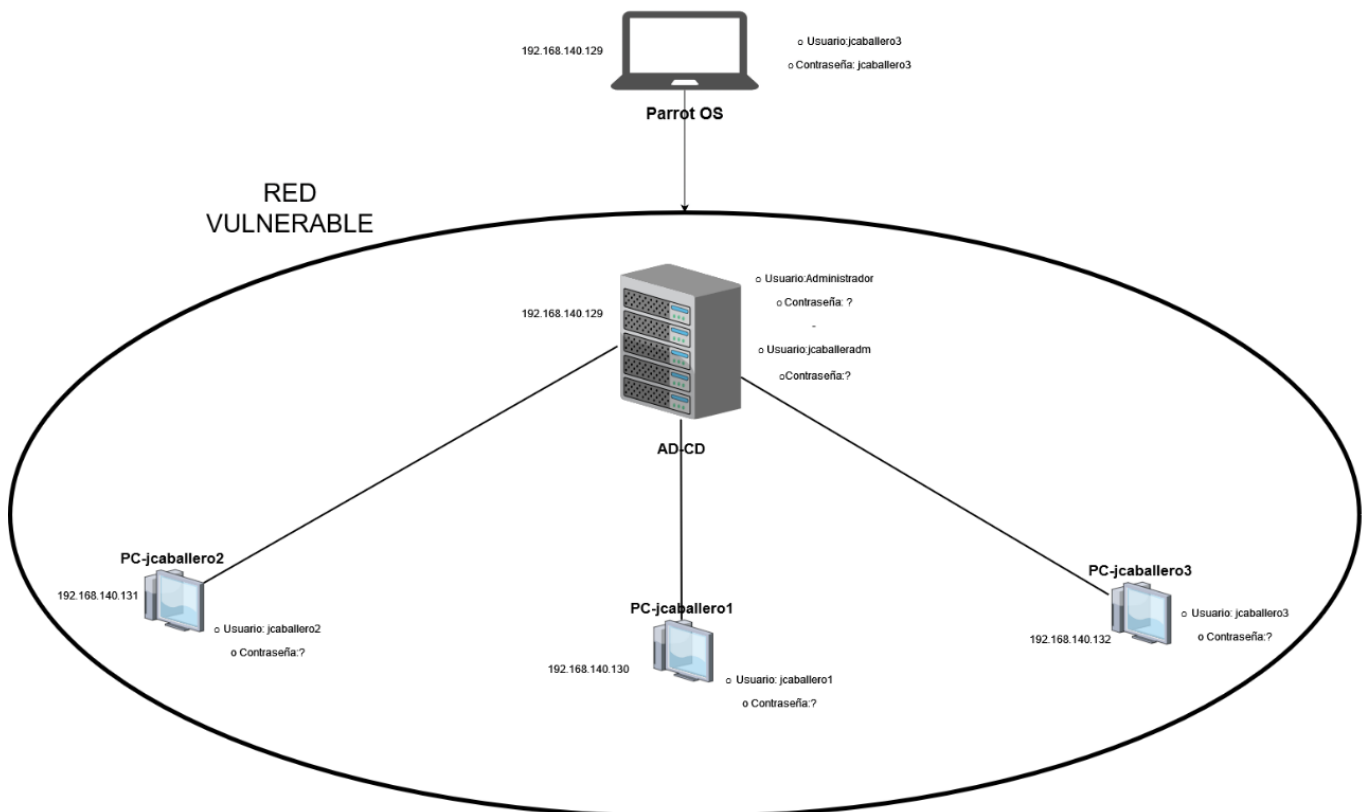 192.168.140.129
o Usuario:jcaballero3
o Contraseña: jcaballero3
Parrot OS
RED
VULNERABLE
o Usuario:Administrador
o Contraseña: ?
192.168.140.129
-
o Usuario:jcaballeradm
oContraseña:?
AD-CD
PC-jcaballero2
192.168.140.131
o Usuario: jcaballero2
o Contraseña:?
PC-jcaballero1
192.168.140.130
o Usuario: jcaballero1
o Contraseña:?
PC-jcaballero3
192.168.140.132
o Usuario: jcaballero3
o Contraseña:?